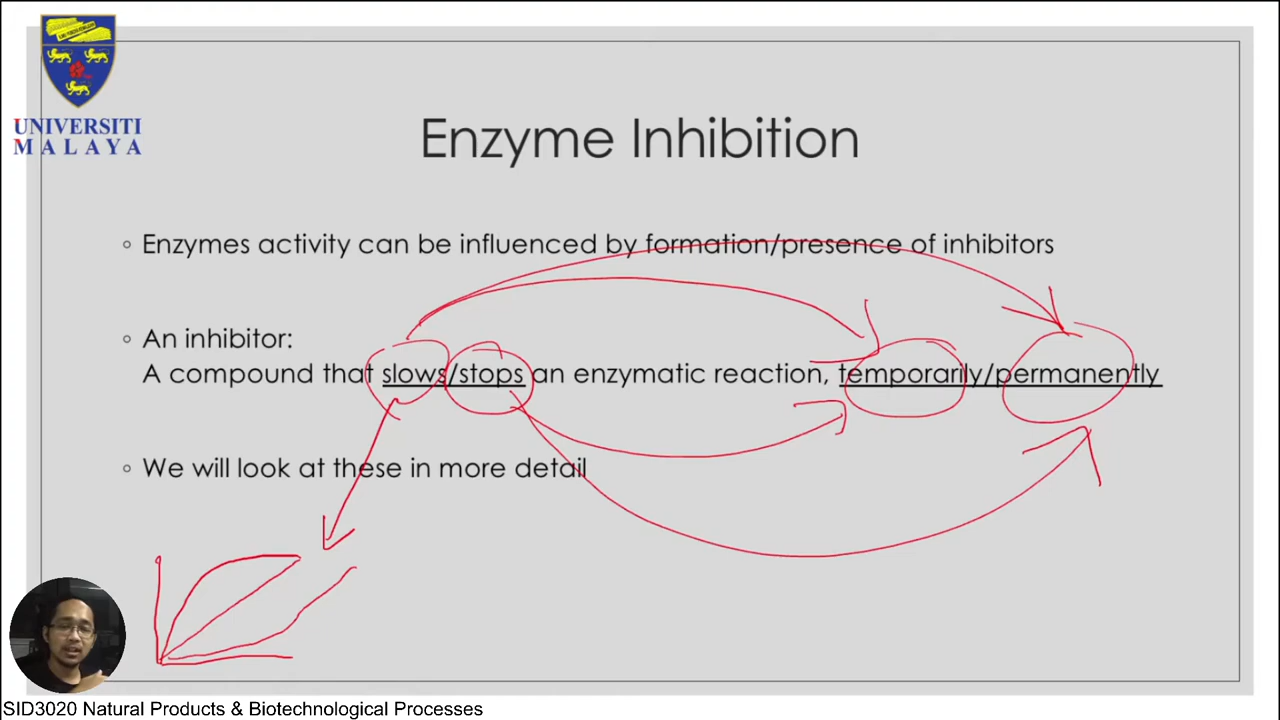 UNIVERSITI
MALAYA
Enzyme Inhibition
◦ Enzymes activity can be influenced by formation/presence of inhibitors
◦ An inhibitor:
A compound that slows/stops an enzymatic reaction, temporarily/permanently
◦ We will look at these in more detail
SID3020 Natural Products & Biotechnological Processes